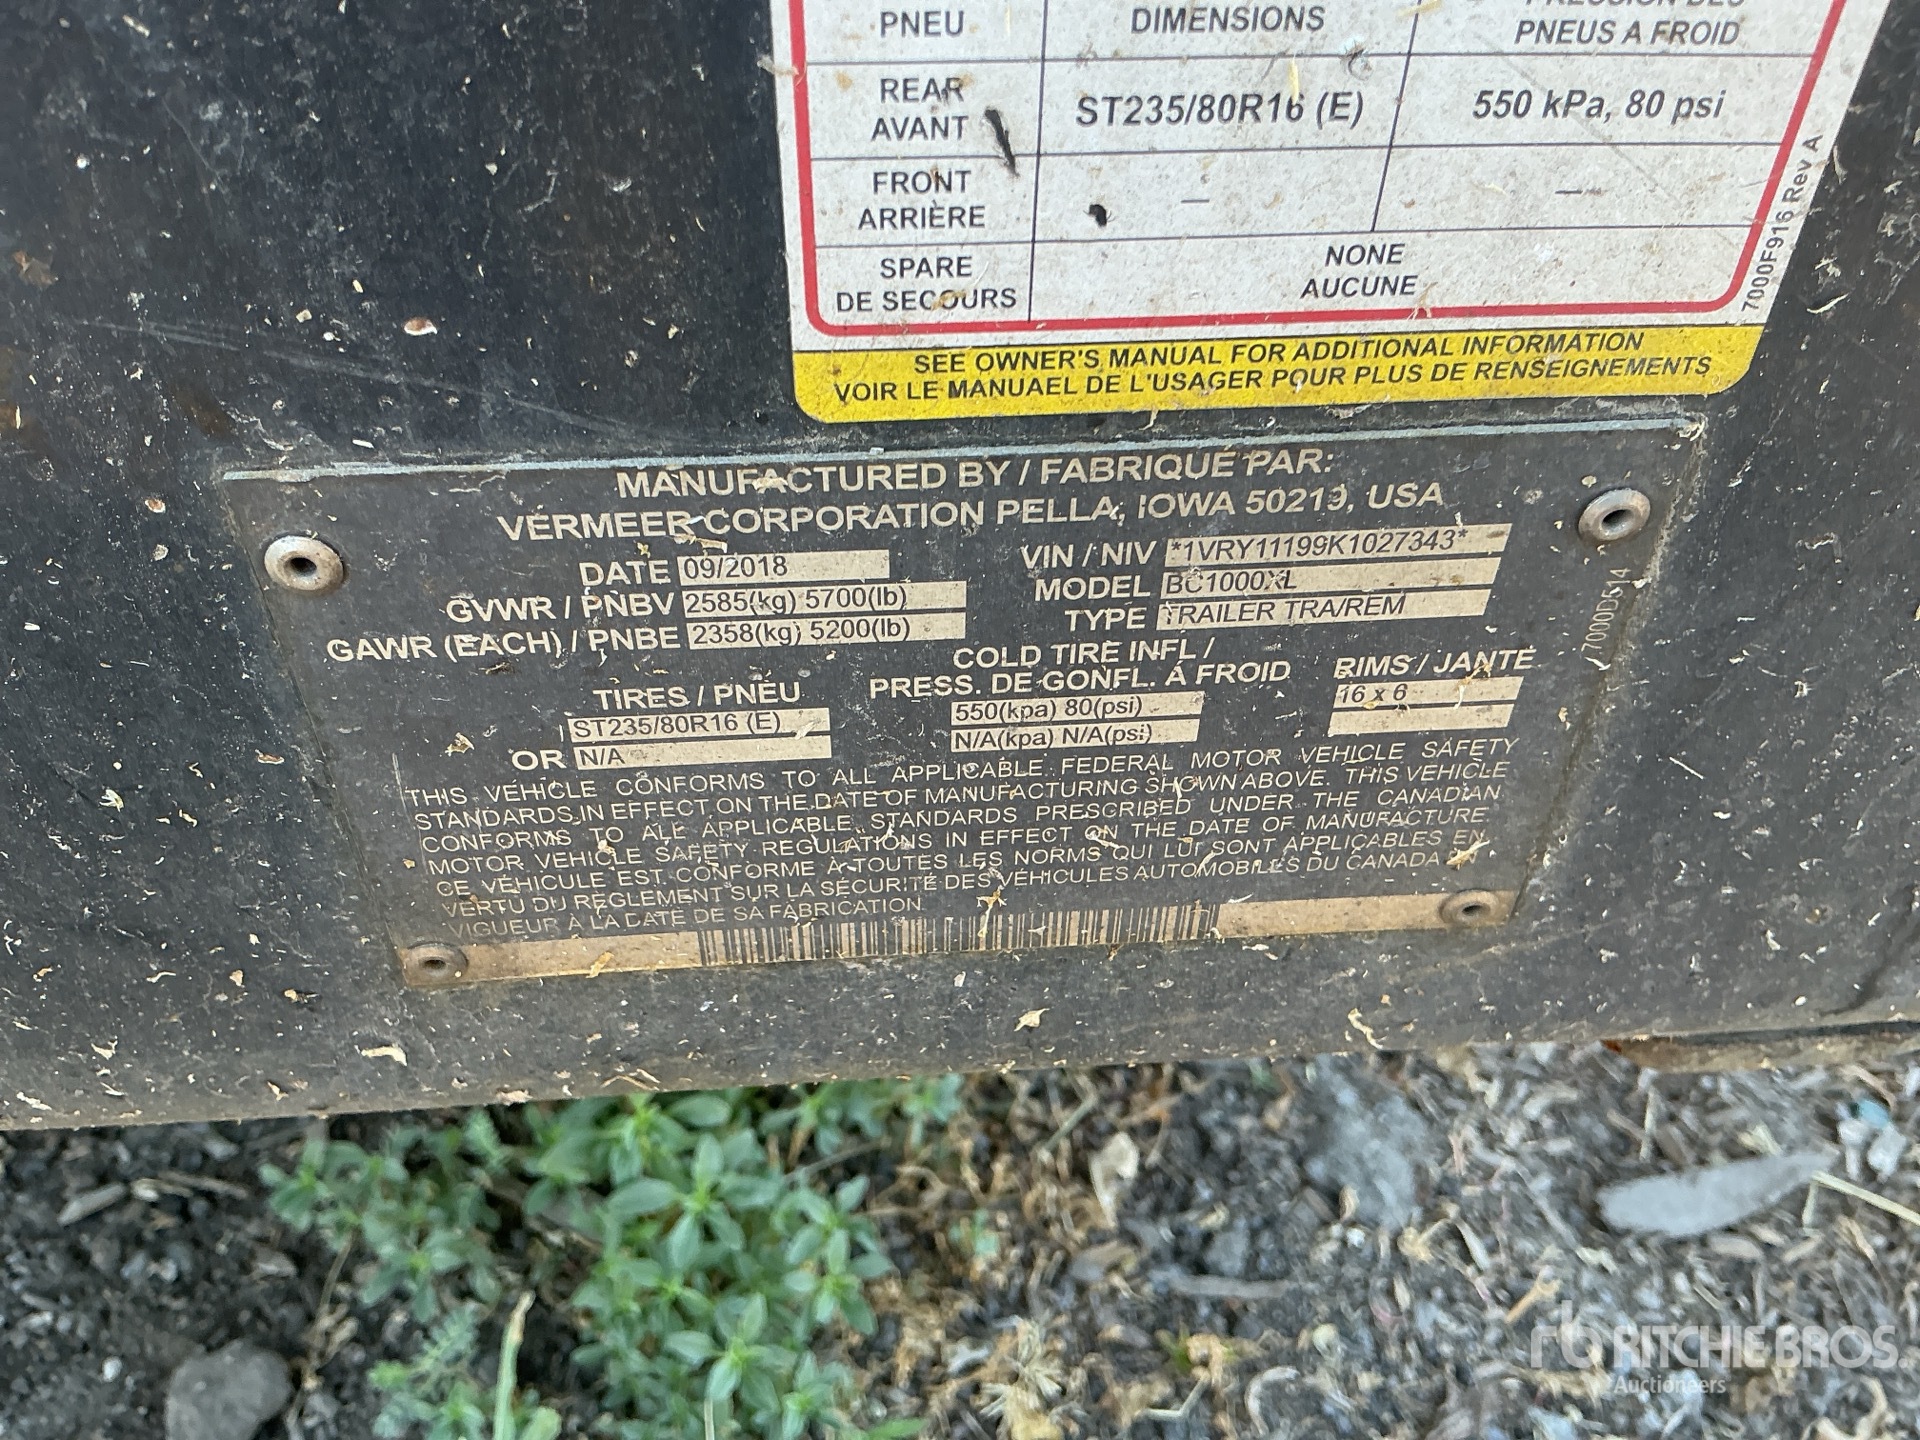 PNEU DIMENSIONS PNEUS A FROID
REAR
AVANT ST235/80R16 (E) 550 kPa, 80 psi
FRONT
ARRIÈRE — —
SPARE
DE SECOURS
NONE
AUCUNE
7000F916 Rev A
SEE OWNER'S MANUAL FOR ADDITIONAL INFORMATION
VOIR LE MANUAEL DE L'USAGER POUR PLUS DE RENSEIGNEMENTS
MANUFACTURED BY / FABRIQUÉ PAR:
VERMEER CORPORATION PELLA, IOWA 50219, USA
DATE 09/2018
GVWR / PNBV 2585(kg) 5700(lb)
GAWR (EACH) / PNBE 2358(kg) 5200(lb)
VIN / NIV *1VRY11199K1027343*
MODEL BC1000XL
TYPE TRAILER TRA/REM
7000D514
TIRES / PNEU
ST235/80R16 (E)
OR N/A
COLD TIRE INFL /
PRESS. DE GONFL. À FROID
550(kpa) 80(psi)
N/A(kpa) N/A(psi)
RIMS / JANTE
16 x 6
THIS VEHICLE CONFORMS TO ALL APPLICABLE FEDERAL MOTOR VEHICLE SAFETY
STANDARDS IN EFFECT ON THE DATE OF MANUFACTURING SHOWN ABOVE. THIS VEHICLE
CONFORMS TO ALL APPLICABLE STANDARDS PRESCRIBED UNDER THE CANADIAN
MOTOR VEHICLE SAFETY REGULATIONS IN EFFECT ON THE DATE OF MANUFACTURE
CE VÉHICULE EST CONFORME À TOUTES LES NORMS QUI LUI SONT APPLICABLES EN
VERTU DU RÈGLEMENT SUR LA SÉCURITÉ DES VÉHICULES AUTOMOBILES DU CANADA EN
VIGUEUR À LA DATE DE SA FABRICATION.
rb RITCHIE BROS.
Auctioneers